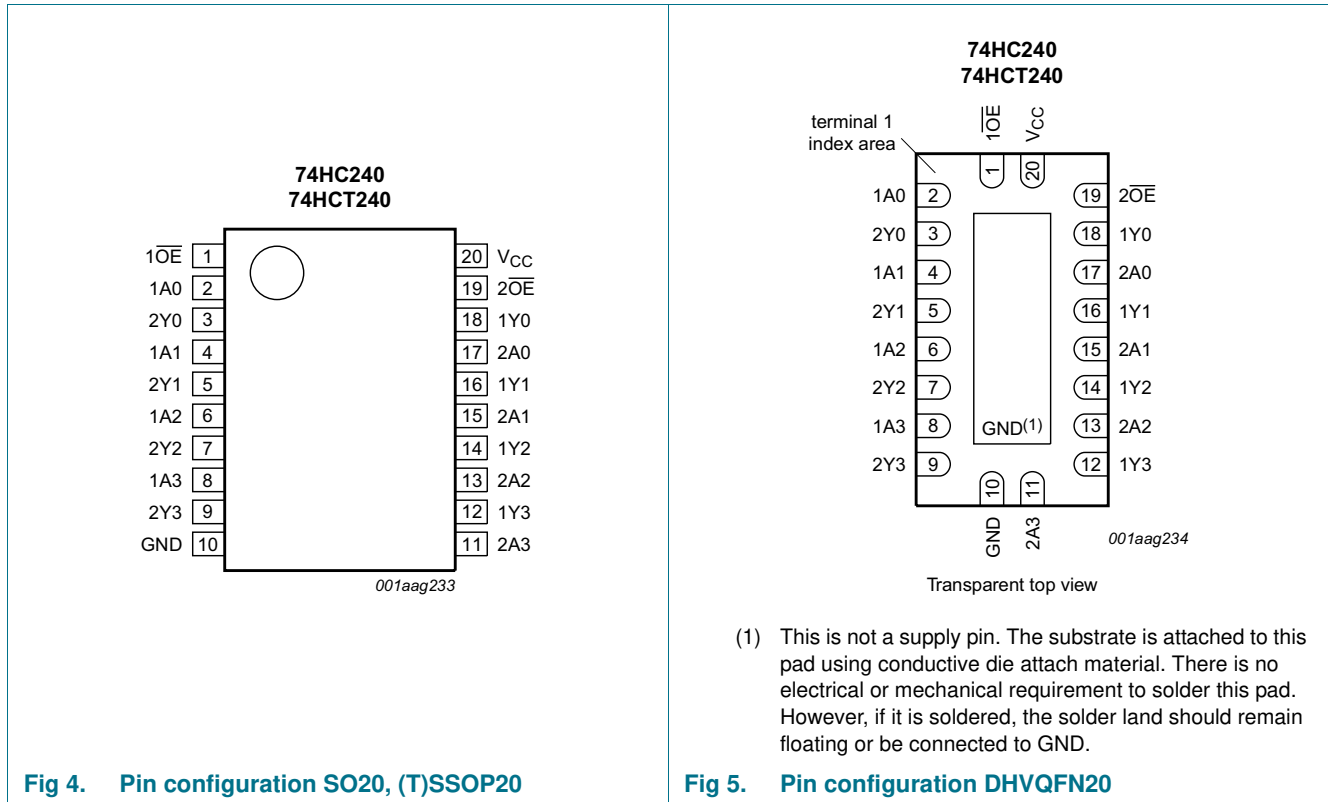 74HC240
74HCT240
1O̅E̅ 1
1A0 2
2Y0 3
1A1 4
2Y1 5
1A2 6
2Y2 7
1A3 8
2Y3 9
GND 10
20 VCC
19 2O̅E̅
18 1Y0
17 2A0
16 1Y1
15 2A1
14 1Y2
13 2A2
12 1Y3
11 2A3
001aag233
Fig 4. Pin configuration SO20, (T)SSOP20
74HC240
74HCT240
terminal 1
index area
1O̅E̅
VCC
1
20
1A0 2
2Y0 3
1A1 4
2Y1 5
1A2 6
2Y2 7
1A3 8
2Y3 9
19 2O̅E̅
18 1Y0
17 2A0
16 1Y1
15 2A1
14 1Y2
13 2A2
12 1Y3
GND(1)
10
11
GND
2A3
001aag234
Transparent top view
(1) This is not a supply pin. The substrate is attached to this
pad using conductive die attach material. There is no
electrical or mechanical requirement to solder this pad.
However, if it is soldered, the solder land should remain
floating or be connected to GND.
Fig 5. Pin configuration DHVQFN20